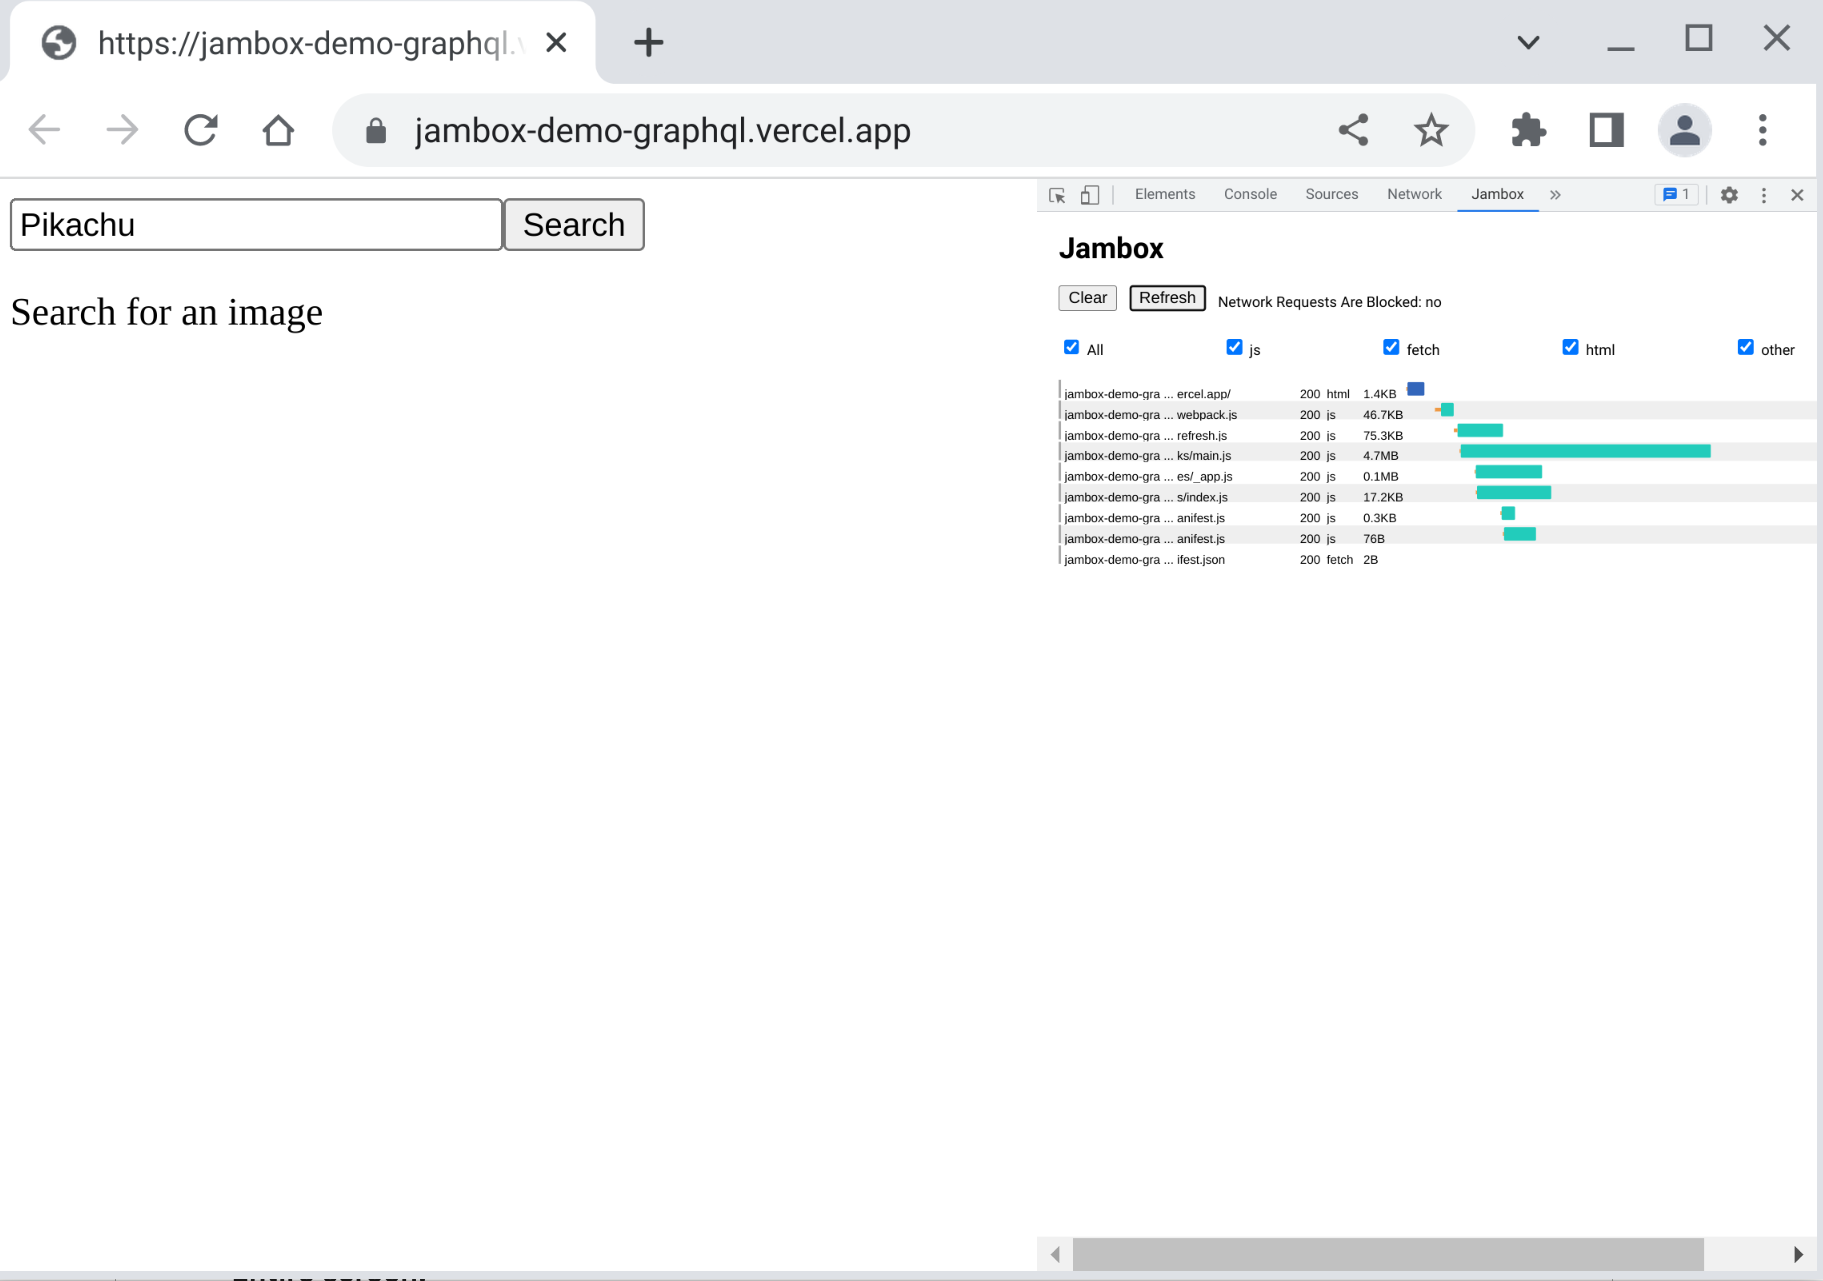 https://jambox-demo-graphql.
jambox-demo-graphql.vercel.app
Pikachu Search
Search for an image
Elements Console Sources Network Jambox » 1
Jambox
Clear Refresh Network Requests Are Blocked: no
All js fetch html other
jambox-demo-gra ... ercel.app/ 200 html 1.4KB
jambox-demo-gra ... webpack.js 200 js 46.7KB
jambox-demo-gra ... refresh.js 200 js 75.3KB
jambox-demo-gra ... ks/main.js 200 js 4.7MB
jambox-demo-gra ... es/_app.js 200 js 0.1MB
jambox-demo-gra ... s/index.js 200 js 17.2KB
jambox-demo-gra ... anifest.js 200 js 0.3KB
jambox-demo-gra ... anifest.js 200 js 76B
jambox-demo-gra ... ifest.json 200 fetch 2B